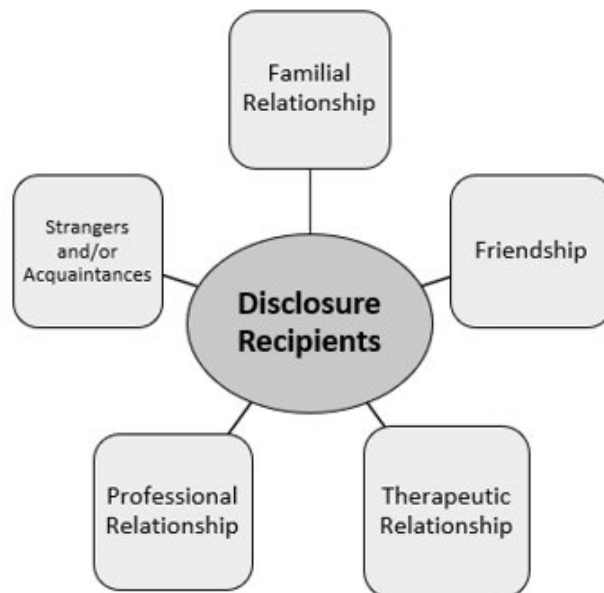 Familial
Relationship
Strangers
and/or
Acquaintances
Friendship
Disclosure
Recipients
Professional
Relationship
Therapeutic
Relationship